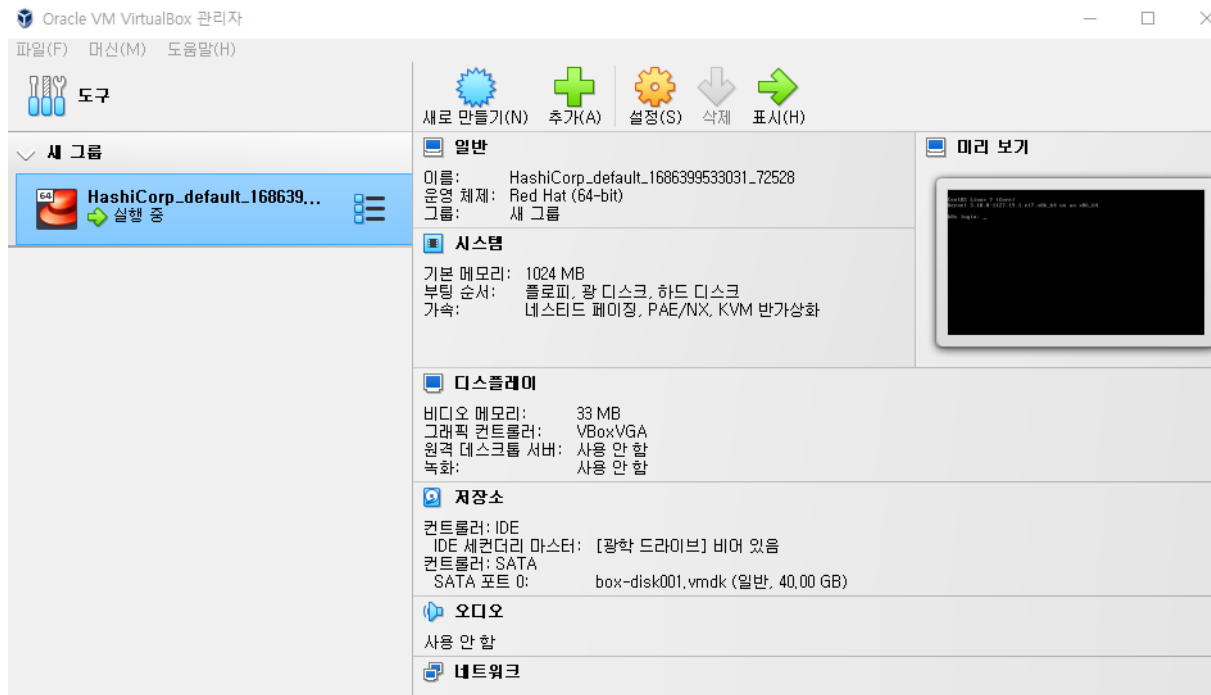 Oracle VM VirtualBox 관리자
파일(F) 머신(M) 도움말(H)
도구
새로 만들기(N) 추가(A) 설정(S) 삭제 표시(H)
새 그룹
64
HashiCorp_default_168639...
실행 중
일반
이름: HashiCorp_default_1686399533031_72528
운영 체제: Red Hat (64-bit)
그룹: 새 그룹
미리 보기
CentOS Linux 7 (Core)
시스템
기본 메모리: 1024 MB
부팅 순서: 플로피, 광 디스크, 하드 디스크
가속: 네스티드 페이징, PAE/NX, KVM 반가상화
디스플레이
비디오 메모리: 33 MB
그래픽 컨트롤러: VBoxVGA
원격 데스크톱 서버: 사용 안 함
녹화: 사용 안 함
저장소
컨트롤러: IDE
IDE 세컨더리 마스터: [광학 드라이브] 비어 있음
컨트롤러: SATA
SATA 포트 0: box-disk001.vmdk (일반, 40.00 GB)
오디오
사용 안 함
네트워크